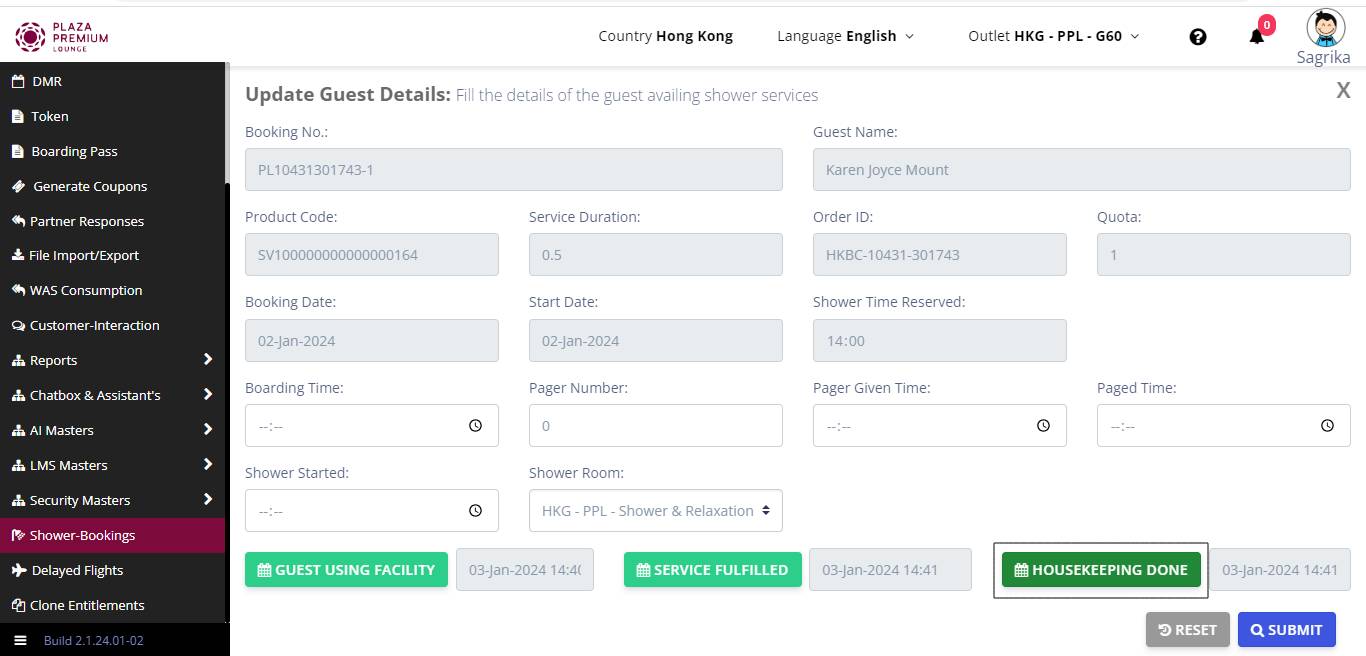 PLAZA
PREMIUM
LOUNGE
Country Hong Kong
Language English
Outlet HKG - PPL - G60
0
Sagrika
DMR
Token
Boarding Pass
Generate Coupons
Partner Responses
File Import/Export
WAS Consumption
Customer-Interaction
Reports
Chatbox & Assistant's
AI Masters
LMS Masters
Security Masters
Shower-Bookings
Delayed Flights
Clone Entitlements
Build 2.1.24.01-02
Update Guest Details: Fill the details of the guest availing shower services
X
Booking No.: Guest Name:
PL10431301743-1 Karen Joyce Mount
Product Code: Service Duration: Order ID: Quota:
SV100000000000000164 0.5 HKBC-10431-301743 1
Booking Date: Start Date: Shower Time Reserved:
02-Jan-2024 02-Jan-2024 14:00
Boarding Time: Pager Number: Pager Given Time: Paged Time:
--:-- 0 --:-- --:--
Shower Started: Shower Room:
--:-- HKG - PPL - Shower & Relaxation
GUEST USING FACILITY 03-Jan-2024 14:40 SERVICE FULFILLED 03-Jan-2024 14:41 HOUSEKEEPING DONE 03-Jan-2024 14:41
RESET SUBMIT